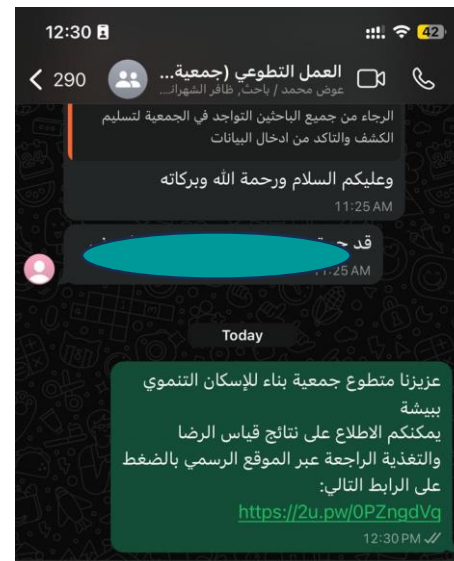 12:30
42
290
العمل التطوعي (جمعية...
عوض محمد / باحث, ظافر الشهران...
الرجاء من جميع الباحثين التواجد في الجمعية لتسليم
الكشف والتاكد من ادخال البيانات
وعليكم السلام ورحمة الله وبركاته
11:25 AM
قد
11:25 AM
Today
عزيزنا متطوع جمعية بناء للإسكان التنموي
ببيشة
يمكنكم الاطلاع على نتائج قياس الرضا
والتغذية الراجعة عبر الموقع الرسمي بالضغط
على الرابط التالي:
https://2u.pw/0PZngdVq
12:30 PM